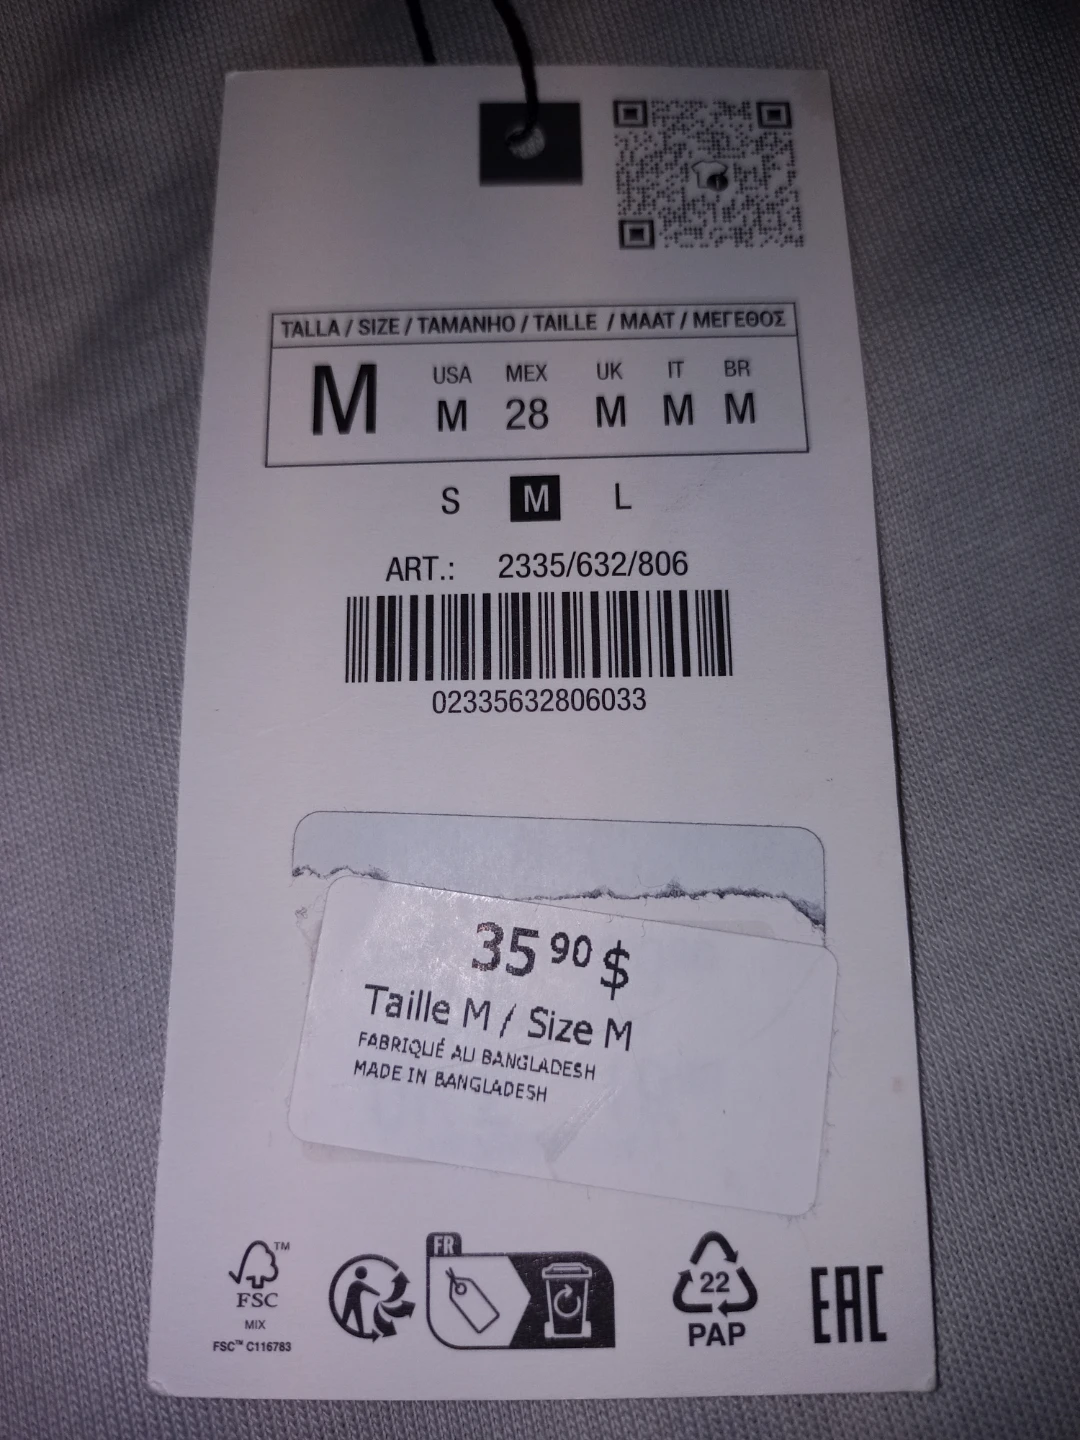 TALLA / SIZE / TAMANHO / TAILLE / MAAT / ΜΕΓΕΘΟΣ
M
USA MEX UK IT BR
M 28 M M M
S M L
ART.: 2335/632/806
02335632806033
35 90 $
Taille M / Size M
FABRIQUÉ AU BANGLADESH
MADE IN BANGLADESH
FSC™
MIX
FSC™ C116783
FR
22
PAP
EAC